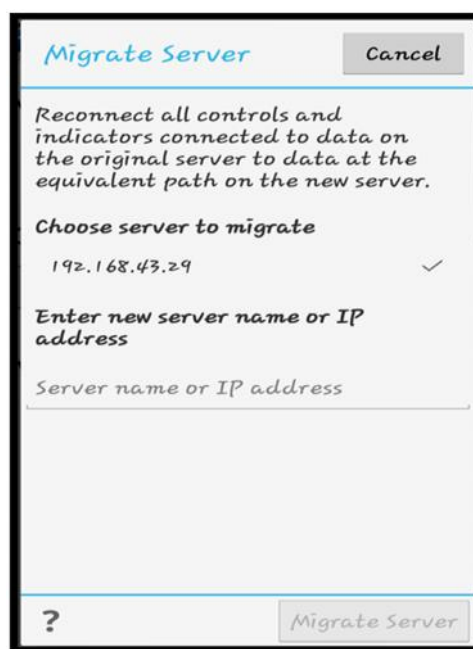 Migrate Server Cancel
Reconnect all controls and
indicators connected to data on
the original server to data at the
equivalent path on the new server.
Choose server to migrate
192.168.43.29
Enter new server name or IP
address
Server name or IP address
? Migrate Server